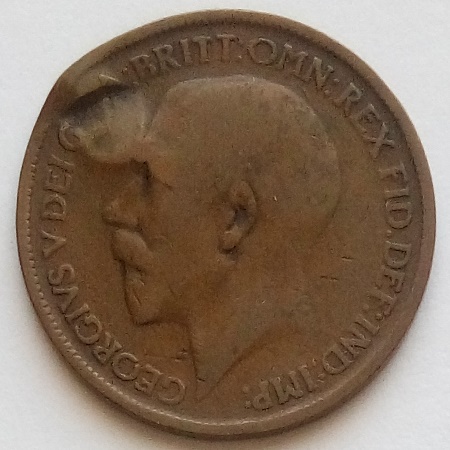 GEORGIVS V DEI G A:BRITT:OMN:REX FID.DEF:IND:IMP: